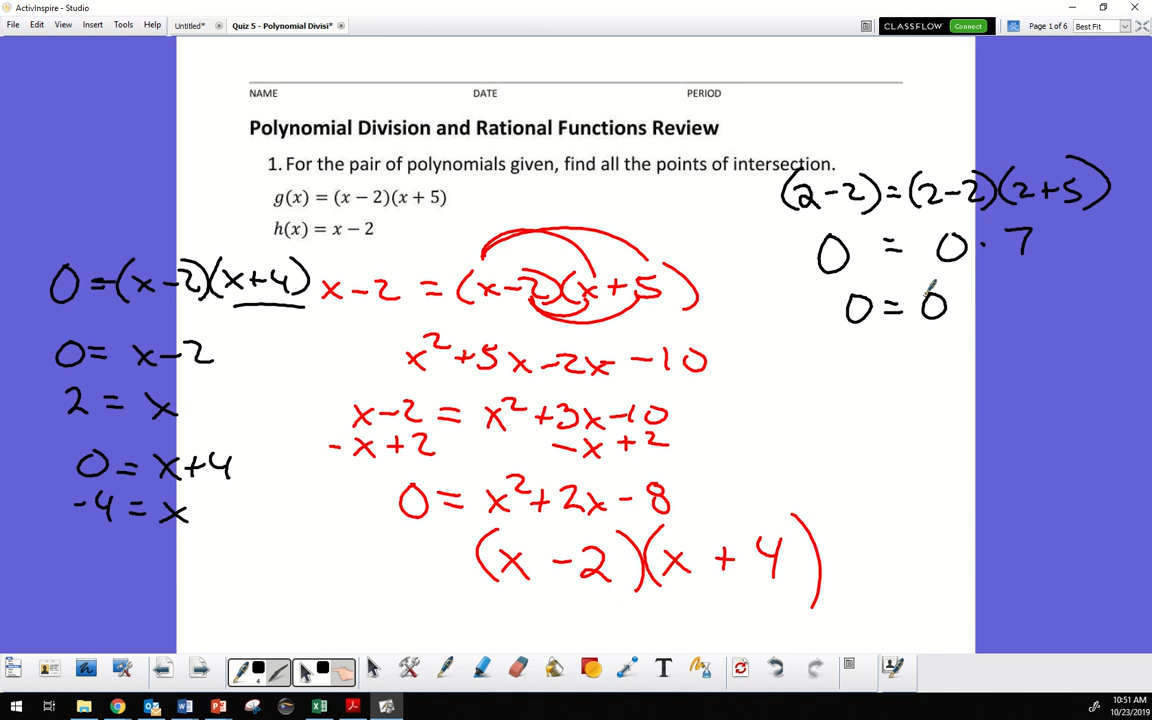 ActivInspire - Studio
File Edit View Insert Tools Help Untitled* Quiz 5 - Polynomial Divisi* CLASSFLOW Connect Page 1 of 6 Best Fit
NAME DATE PERIOD
Polynomial Division and Rational Functions Review
1. For the pair of polynomials given, find all the points of intersection.
g(x) = (x − 2)(x + 5)
h(x) = x − 2
(2-2)=(2-2)(2+5)
0 = 0·7
0=0
x-2 = (x-2)(x+5)
x²+5x-2x-10
x-2 = x²+3x-10
-x+2 -x+2
0 = x²+2x-8
(x-2)(x+4)
0=(x-2)(x+4)
0= x-2
2 = x
0=x+4
-4=x
4
T
10:51 AM
10/23/2019